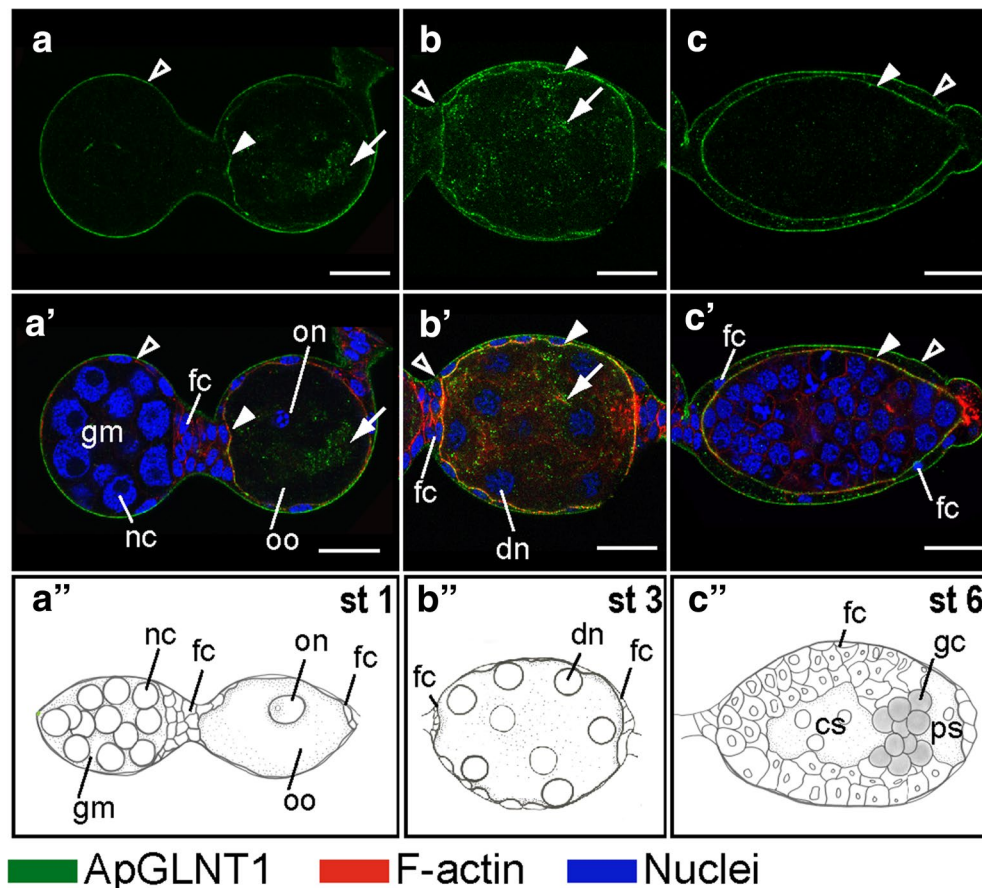 a
b
c
a’
on
fc
gm
nc
oo
b’
fc
dn
c’
fc
fc
a”
st 1
nc
fc
on
fc
gm
oo
b”
st 3
dn
fc
fc
c”
st 6
fc
gc
cs
ps
ApGLNT1 F-actin Nuclei